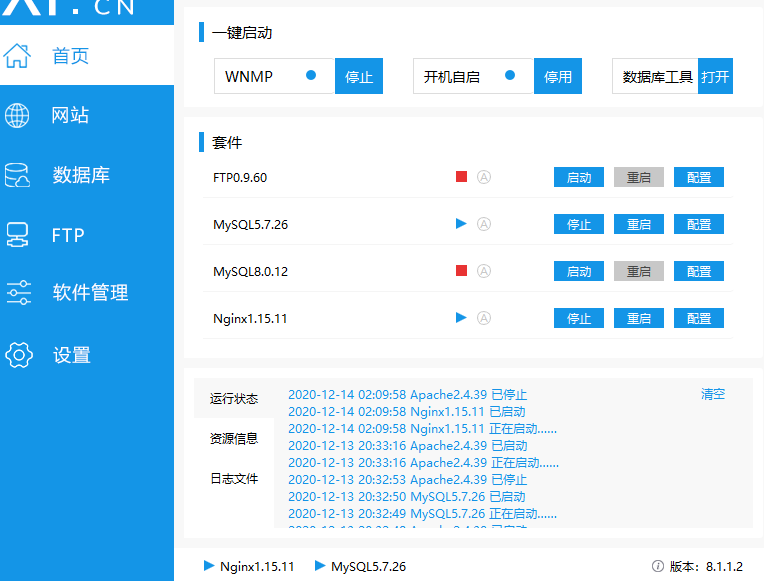 .CN
首页
网站
数据库
FTP
软件管理
设置
一键启动
WNMP 停止 开机自启 停用 数据库工具 打开
套件
FTP0.9.60 A 启动 重启 配置
MySQL5.7.26 A 停止 重启 配置
MySQL8.0.12 A 启动 重启 配置
Nginx1.15.11 A 停止 重启 配置
运行状态
资源信息
日志文件
2020-12-14 02:09:58 Apache2.4.39 已停止 清空
2020-12-14 02:09:58 Nginx1.15.11 已启动
2020-12-14 02:09:58 Nginx1.15.11 正在启动......
2020-12-13 20:33:16 Apache2.4.39 已启动
2020-12-13 20:33:16 Apache2.4.39 正在启动......
2020-12-13 20:32:53 Apache2.4.39 已停止
2020-12-13 20:32:50 MySQL5.7.26 已启动
2020-12-13 20:32:49 MySQL5.7.26 正在启动......
Nginx1.15.11 MySQL5.7.26 版本：8.1.1.2